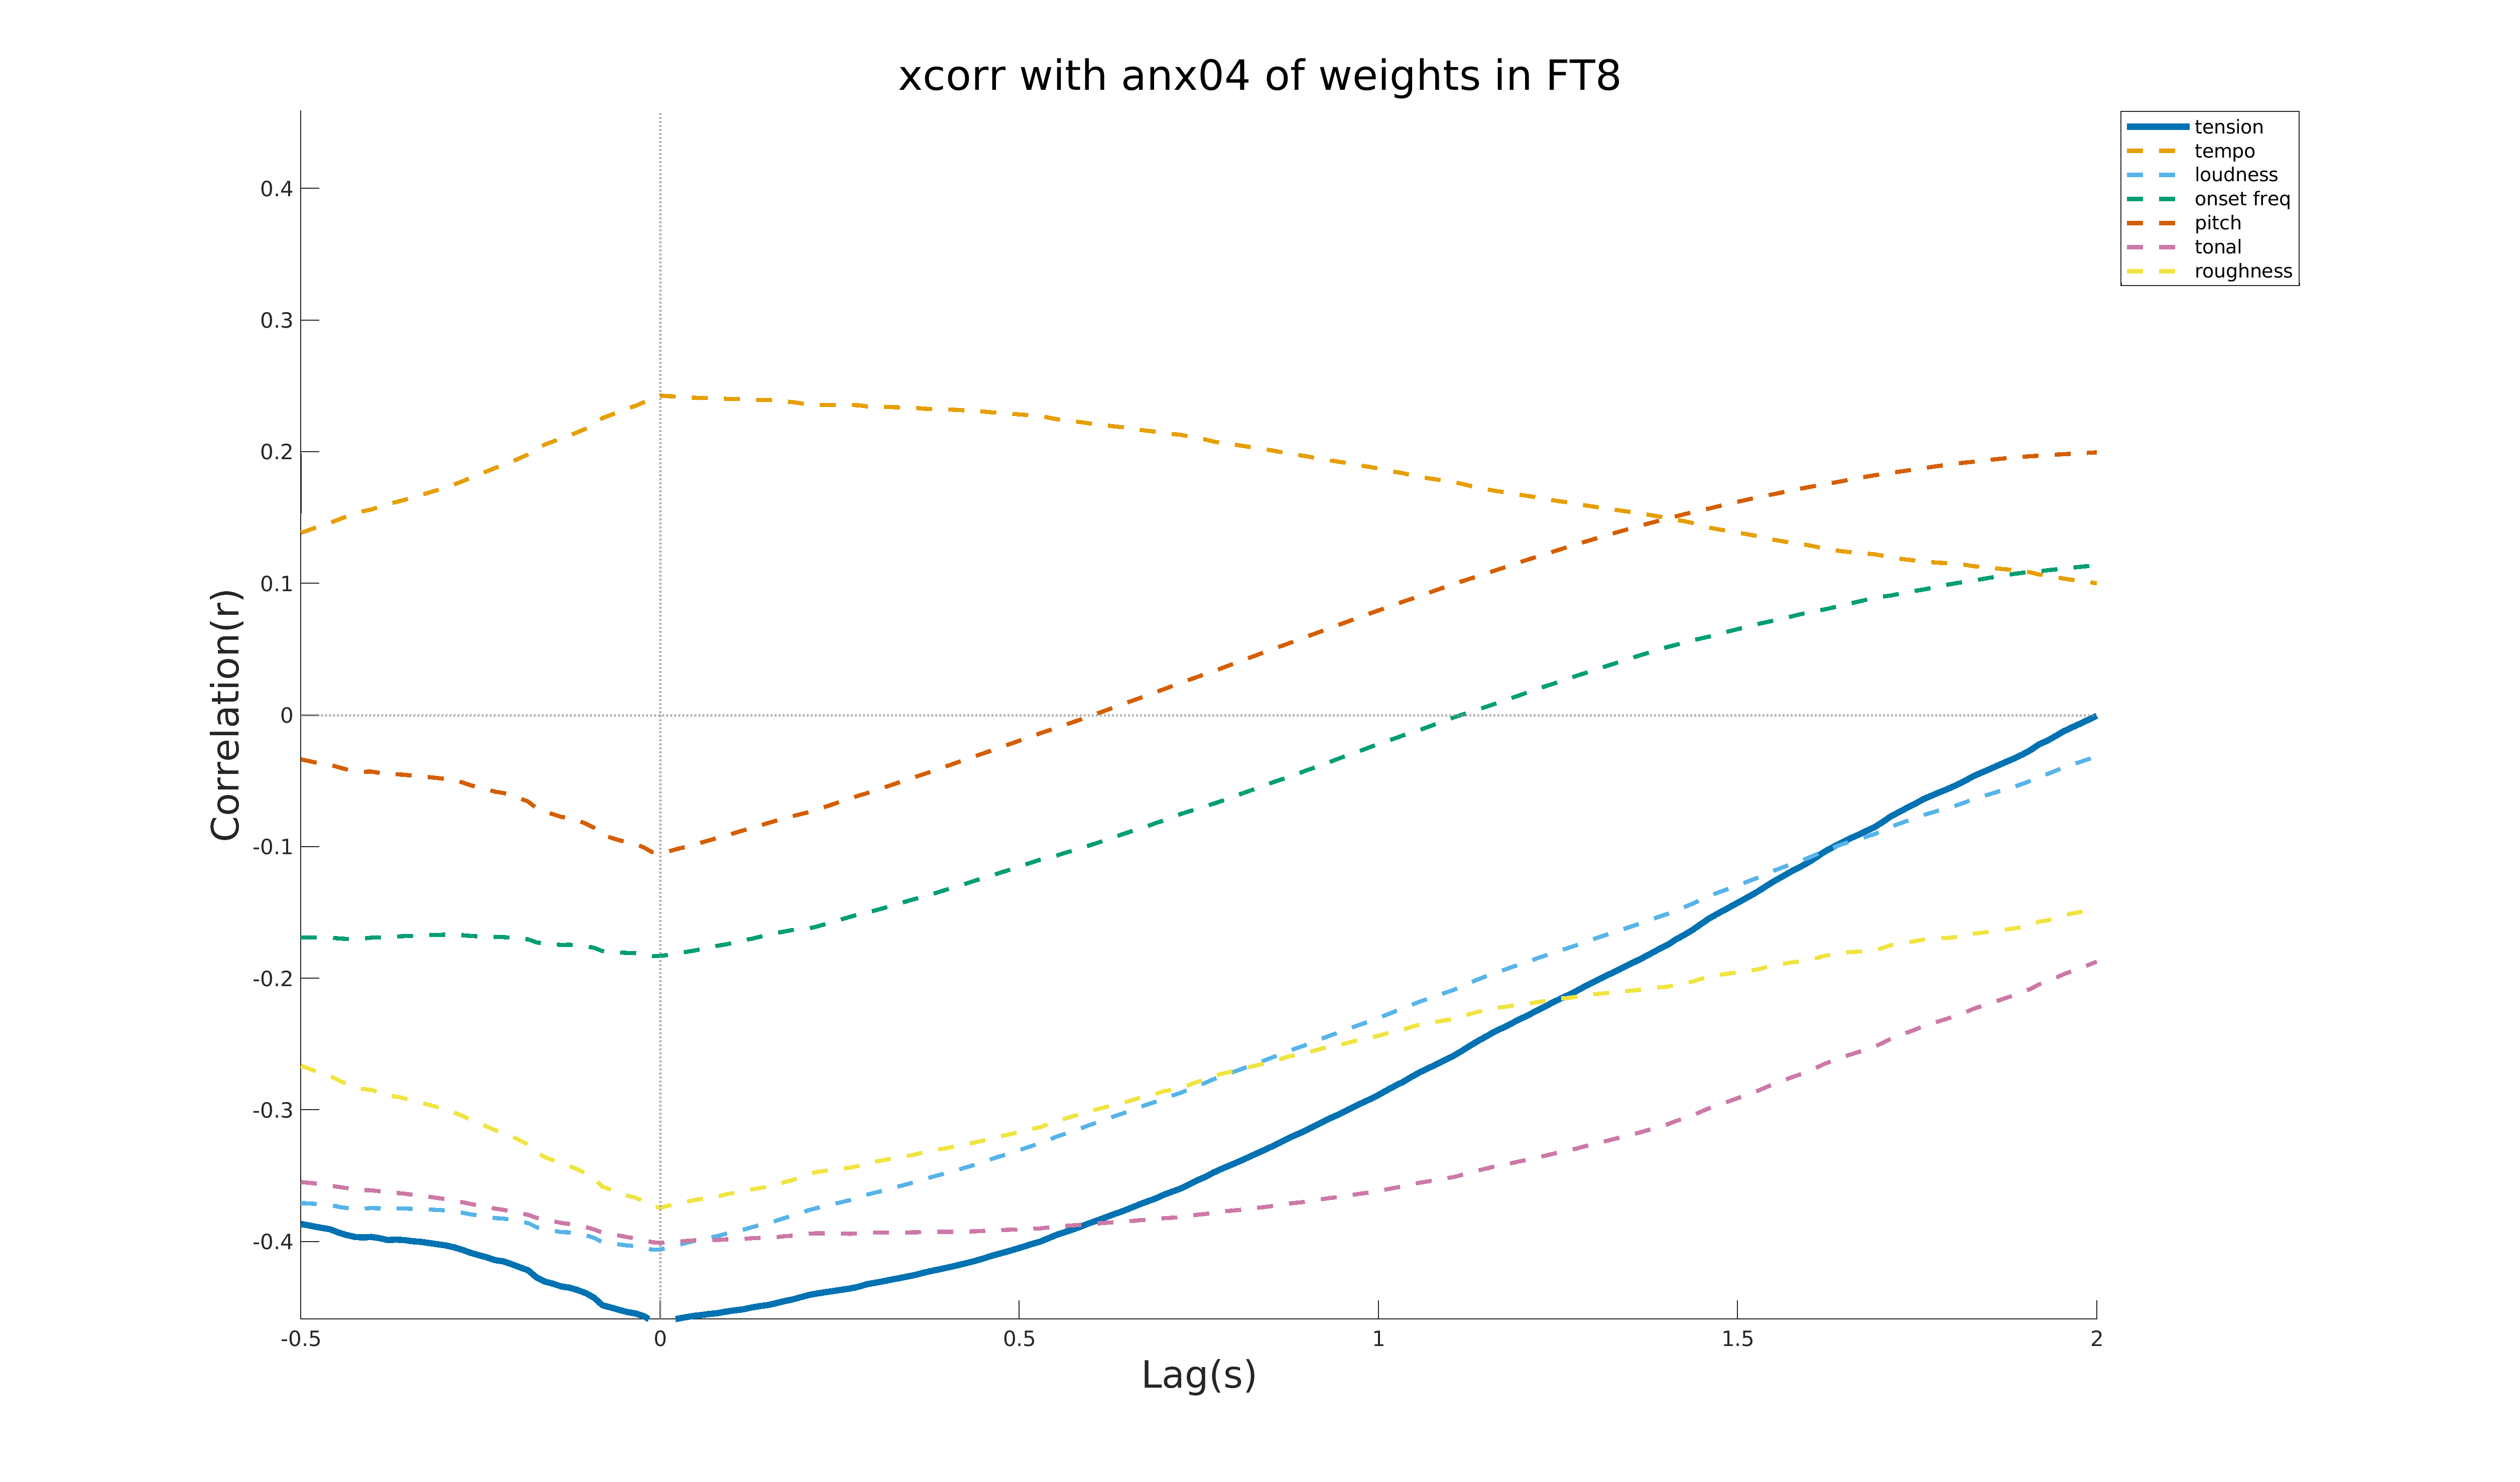 xcorr with anx04 of weights in FT8
tension
tempo
loudness
onset freq
pitch
tonal
roughness
Correlation(r)
0.4
0.3
0.2
0.1
0
-0.1
-0.2
-0.3
-0.4
-0.5
0
0.5
1
1.5
2
Lag(s)